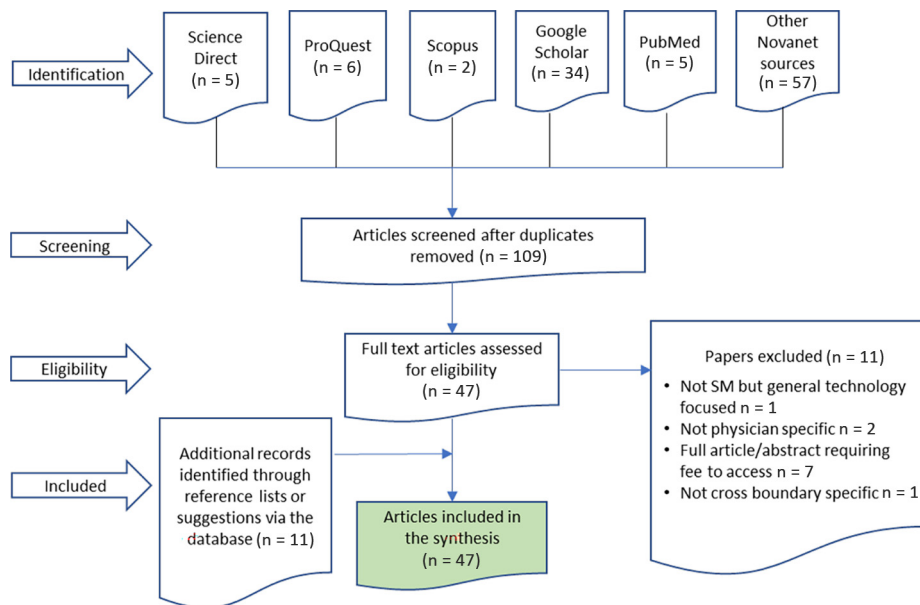 Identification
Science
Direct
(n = 5)
ProQuest
(n = 6)
Scopus
(n = 2)
Google
Scholar
(n = 34)
PubMed
(n = 5)
Other
Novanet
sources
(n = 57)
Screening
Articles screened after duplicates
removed (n = 109)
Eligibility
Full text articles assessed
for eligibility
(n = 47)
Papers excluded (n = 11)
• Not SM but general technology
focused n = 1
• Not physician specific n = 2
• Full article/abstract requiring
fee to access n = 7
• Not cross boundary specific n = 1
Included
Additional records
identified through
reference lists or
suggestions via the
database (n = 11)
Articles included in
the synthesis
(n = 47)